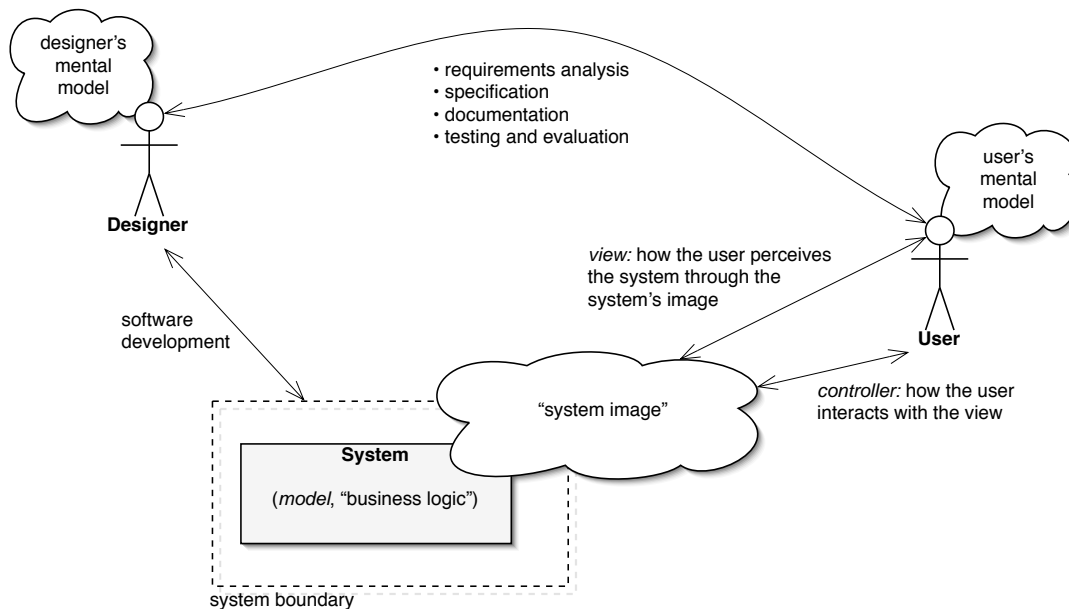 designer's
mental
model
• requirements analysis
• specification
• documentation
• testing and evaluation
user's
mental
model
Designer
view: how the user perceives
the system through the
system's image
software
development
User
controller: how the user
interacts with the view
“system image”
System
(model, “business logic”)
system boundary